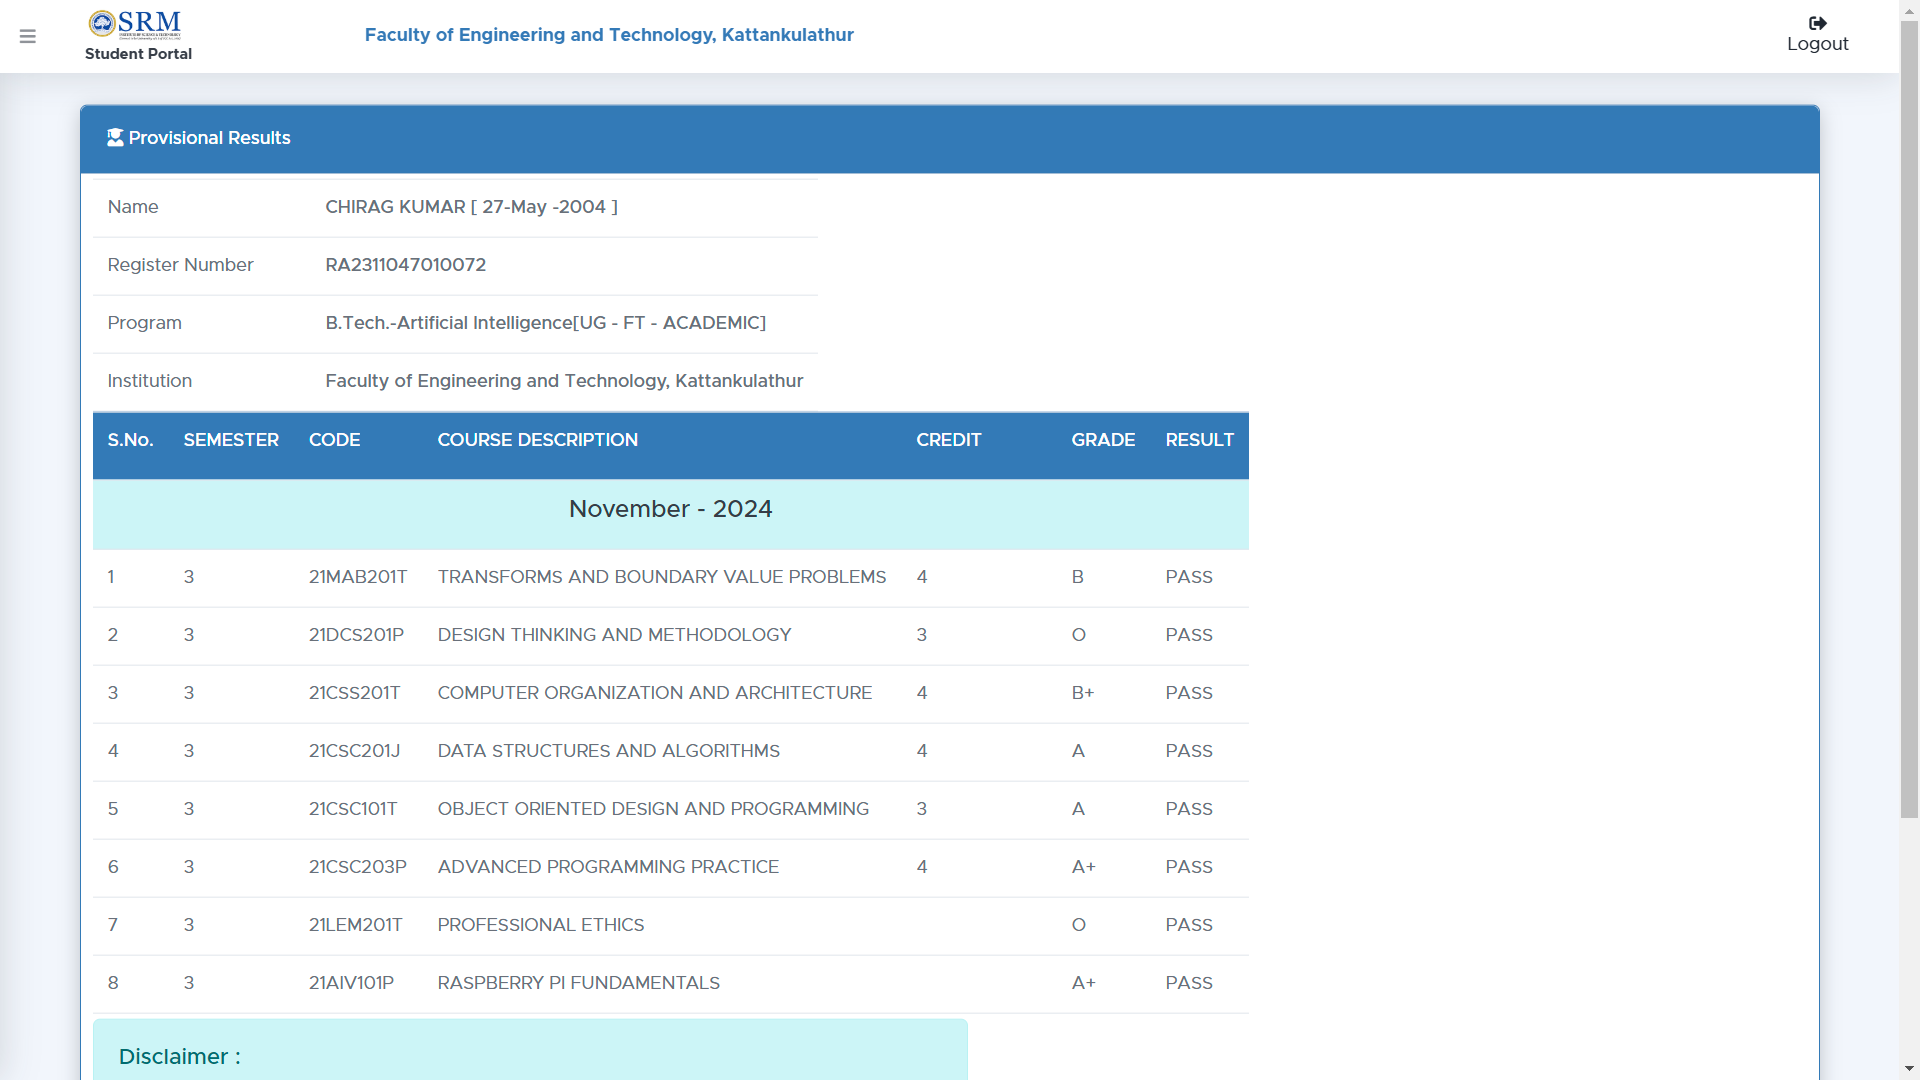 SRM
Student Portal
Faculty of Engineering and Technology, Kattankulathur
Logout
Provisional Results
Name CHIRAG KUMAR [ 27-May -2004 ]
Register Number RA2311047010072
Program B.Tech.-Artificial Intelligence[UG - FT - ACADEMIC]
Institution Faculty of Engineering and Technology, Kattankulathur
S.No. SEMESTER CODE COURSE DESCRIPTION CREDIT GRADE RESULT
November - 2024
1 3 21MAB201T TRANSFORMS AND BOUNDARY VALUE PROBLEMS 4 B PASS
2 3 21DCS201P DESIGN THINKING AND METHODOLOGY 3 O PASS
3 3 21CSS201T COMPUTER ORGANIZATION AND ARCHITECTURE 4 B+ PASS
4 3 21CSC201J DATA STRUCTURES AND ALGORITHMS 4 A PASS
5 3 21CSC101T OBJECT ORIENTED DESIGN AND PROGRAMMING 3 A PASS
6 3 21CSC203P ADVANCED PROGRAMMING PRACTICE 4 A+ PASS
7 3 21LEM201T PROFESSIONAL ETHICS O PASS
8 3 21AIV101P RASPBERRY PI FUNDAMENTALS A+ PASS
Disclaimer :